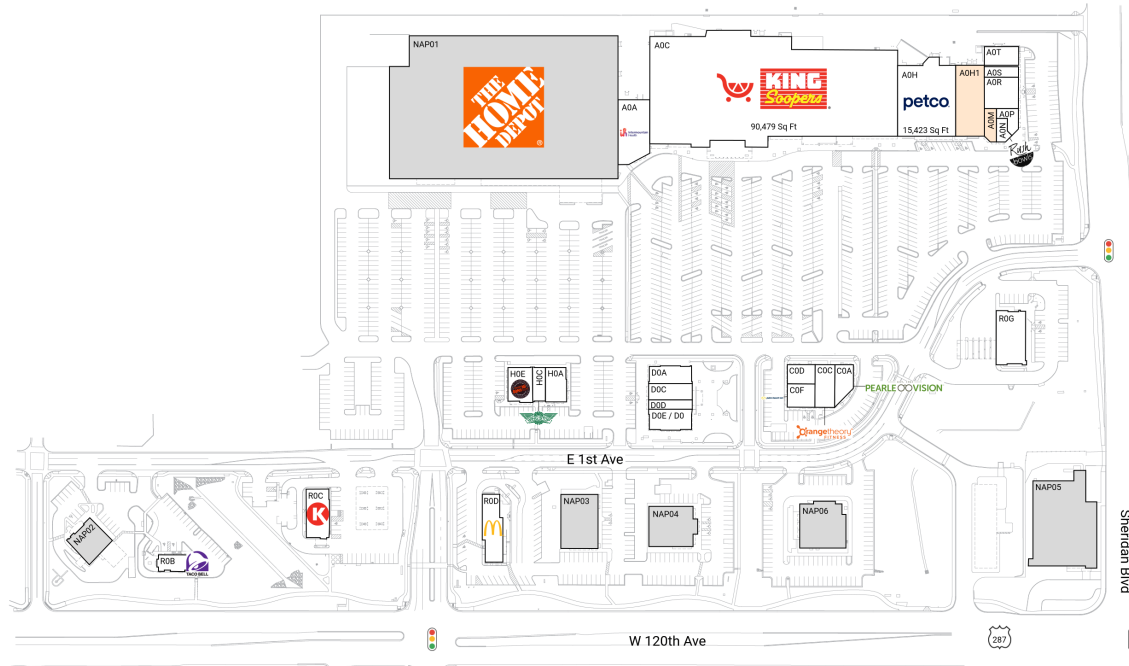 NAP01
THE
HOME
DEPOT
A0A
A0C
KING
Soopers
90,479 Sq Ft
A0H
petco
15,423 Sq Ft
A0H1
A0T
A0S
A0R
A0M
A0N
A0P
Rush
BOWLS
R0G
H0E
H0C
H0A
D0A
D0C
D0D
D0E / D0
C0D
C0C
C0A
C0F
PEARLE VISION
Orangetheory
FITNESS
E 1st Ave
NAP02
R0B
TACO BELL
R0C
K
R0D
NAP03
NAP04
NAP06
NAP05
Sheridan Blvd
W 120th Ave
287